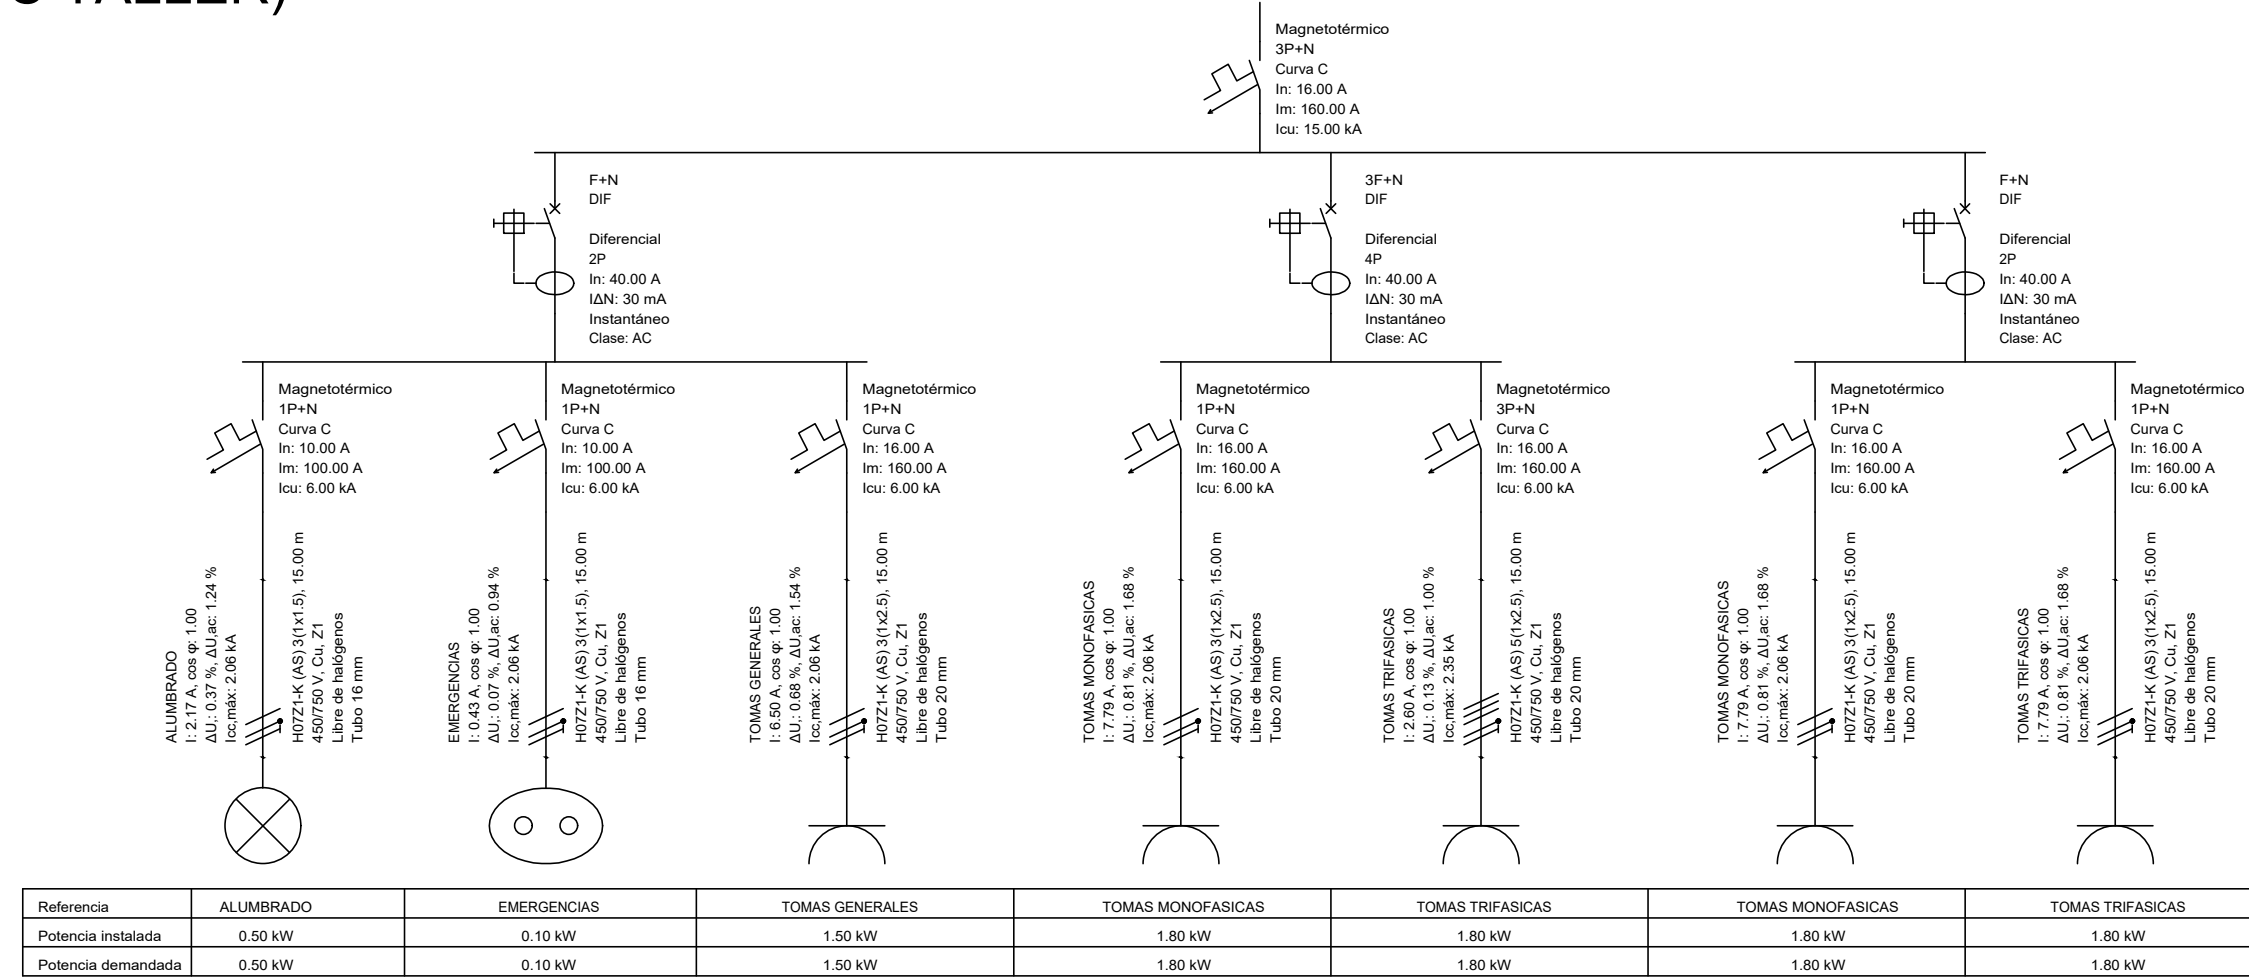 O TALLER)
Magnetotérmico
3P+N
Curva C
In: 16.00 A
Im: 160.00 A
Icu: 15.00 kA
F+N
DIF
Diferencial
2P
In: 40.00 A
IΔN: 30 mA
Instantáneo
Clase: AC
3F+N
DIF
Diferencial
4P
In: 40.00 A
IΔN: 30 mA
Instantáneo
Clase: AC
F+N
DIF
Diferencial
2P
In: 40.00 A
IΔN: 30 mA
Instantáneo
Clase: AC
Magnetotérmico
1P+N
Curva C
In: 10.00 A
Im: 100.00 A
Icu: 6.00 kA
Magnetotérmico
1P+N
Curva C
In: 10.00 A
Im: 100.00 A
Icu: 6.00 kA
Magnetotérmico
1P+N
Curva C
In: 16.00 A
Im: 160.00 A
Icu: 6.00 kA
Magnetotérmico
1P+N
Curva C
In: 16.00 A
Im: 160.00 A
Icu: 6.00 kA
Magnetotérmico
3P+N
Curva C
In: 16.00 A
Im: 160.00 A
Icu: 6.00 kA
Magnetotérmico
1P+N
Curva C
In: 16.00 A
Im: 160.00 A
Icu: 6.00 kA
Magnetotérmico
1P+N
Curva C
In: 16.00 A
Im: 160.00 A
Icu: 6.00 kA
ALUMBRADO
I: 2.17 A, cos φ: 1.00
ΔU,: 0.37 %, ΔU,ac: 1.24 %
Icc,máx: 2.06 kA
H07Z1-K (AS) 3(1x1.5), 15.00 m
450/750 V, Cu, Z1
Libre de halógenos
Tubo 16 mm
EMERGENCIAS
I: 0.43 A, cos φ: 1.00
ΔU,: 0.07 %, ΔU,ac: 0.94 %
Icc,máx: 2.06 kA
H07Z1-K (AS) 3(1x1.5), 15.00 m
450/750 V, Cu, Z1
Libre de halógenos
Tubo 16 mm
TOMAS GENERALES
I: 6.50 A, cos φ: 1.00
ΔU,: 0.68 %, ΔU,ac: 1.54 %
Icc,máx: 2.06 kA
H07Z1-K (AS) 3(1x2.5), 15.00 m
450/750 V, Cu, Z1
Libre de halógenos
Tubo 20 mm
TOMAS MONOFASICAS
I: 7.79 A, cos φ: 1.00
ΔU,: 0.81 %, ΔU,ac: 1.68 %
Icc,máx: 2.06 kA
H07Z1-K (AS) 3(1x2.5), 15.00 m
450/750 V, Cu, Z1
Libre de halógenos
Tubo 20 mm
TOMAS TRIFASICAS
I: 2.60 A, cos φ: 1.00
ΔU,: 0.13 %, ΔU,ac: 1.00 %
Icc,máx: 2.35 kA
H07Z1-K (AS) 5(1x2.5), 15.00 m
450/750 V, Cu, Z1
Libre de halógenos
Tubo 20 mm
TOMAS MONOFASICAS
I: 7.79 A, cos φ: 1.00
ΔU,: 0.81 %, ΔU,ac: 1.68 %
Icc,máx: 2.06 kA
H07Z1-K (AS) 3(1x2.5), 15.00 m
450/750 V, Cu, Z1
Libre de halógenos
Tubo 20 mm
TOMAS TRIFASICAS
I: 7.79 A, cos φ: 1.00
ΔU,: 0.81 %, ΔU,ac: 1.68 %
Icc,máx: 2.06 kA
H07Z1-K (AS) 3(1x2.5), 15.00 m
450/750 V, Cu, Z1
Libre de halógenos
Tubo 20 mm
Referencia ALUMBRADO EMERGENCIAS TOMAS GENERALES TOMAS MONOFASICAS TOMAS TRIFASICAS TOMAS MONOFASICAS TOMAS TRIFASICAS
Potencia instalada 0.50 kW 0.10 kW 1.50 kW 1.80 kW 1.80 kW 1.80 kW 1.80 kW
Potencia demandada 0.50 kW 0.10 kW 1.50 kW 1.80 kW 1.80 kW 1.80 kW 1.80 kW